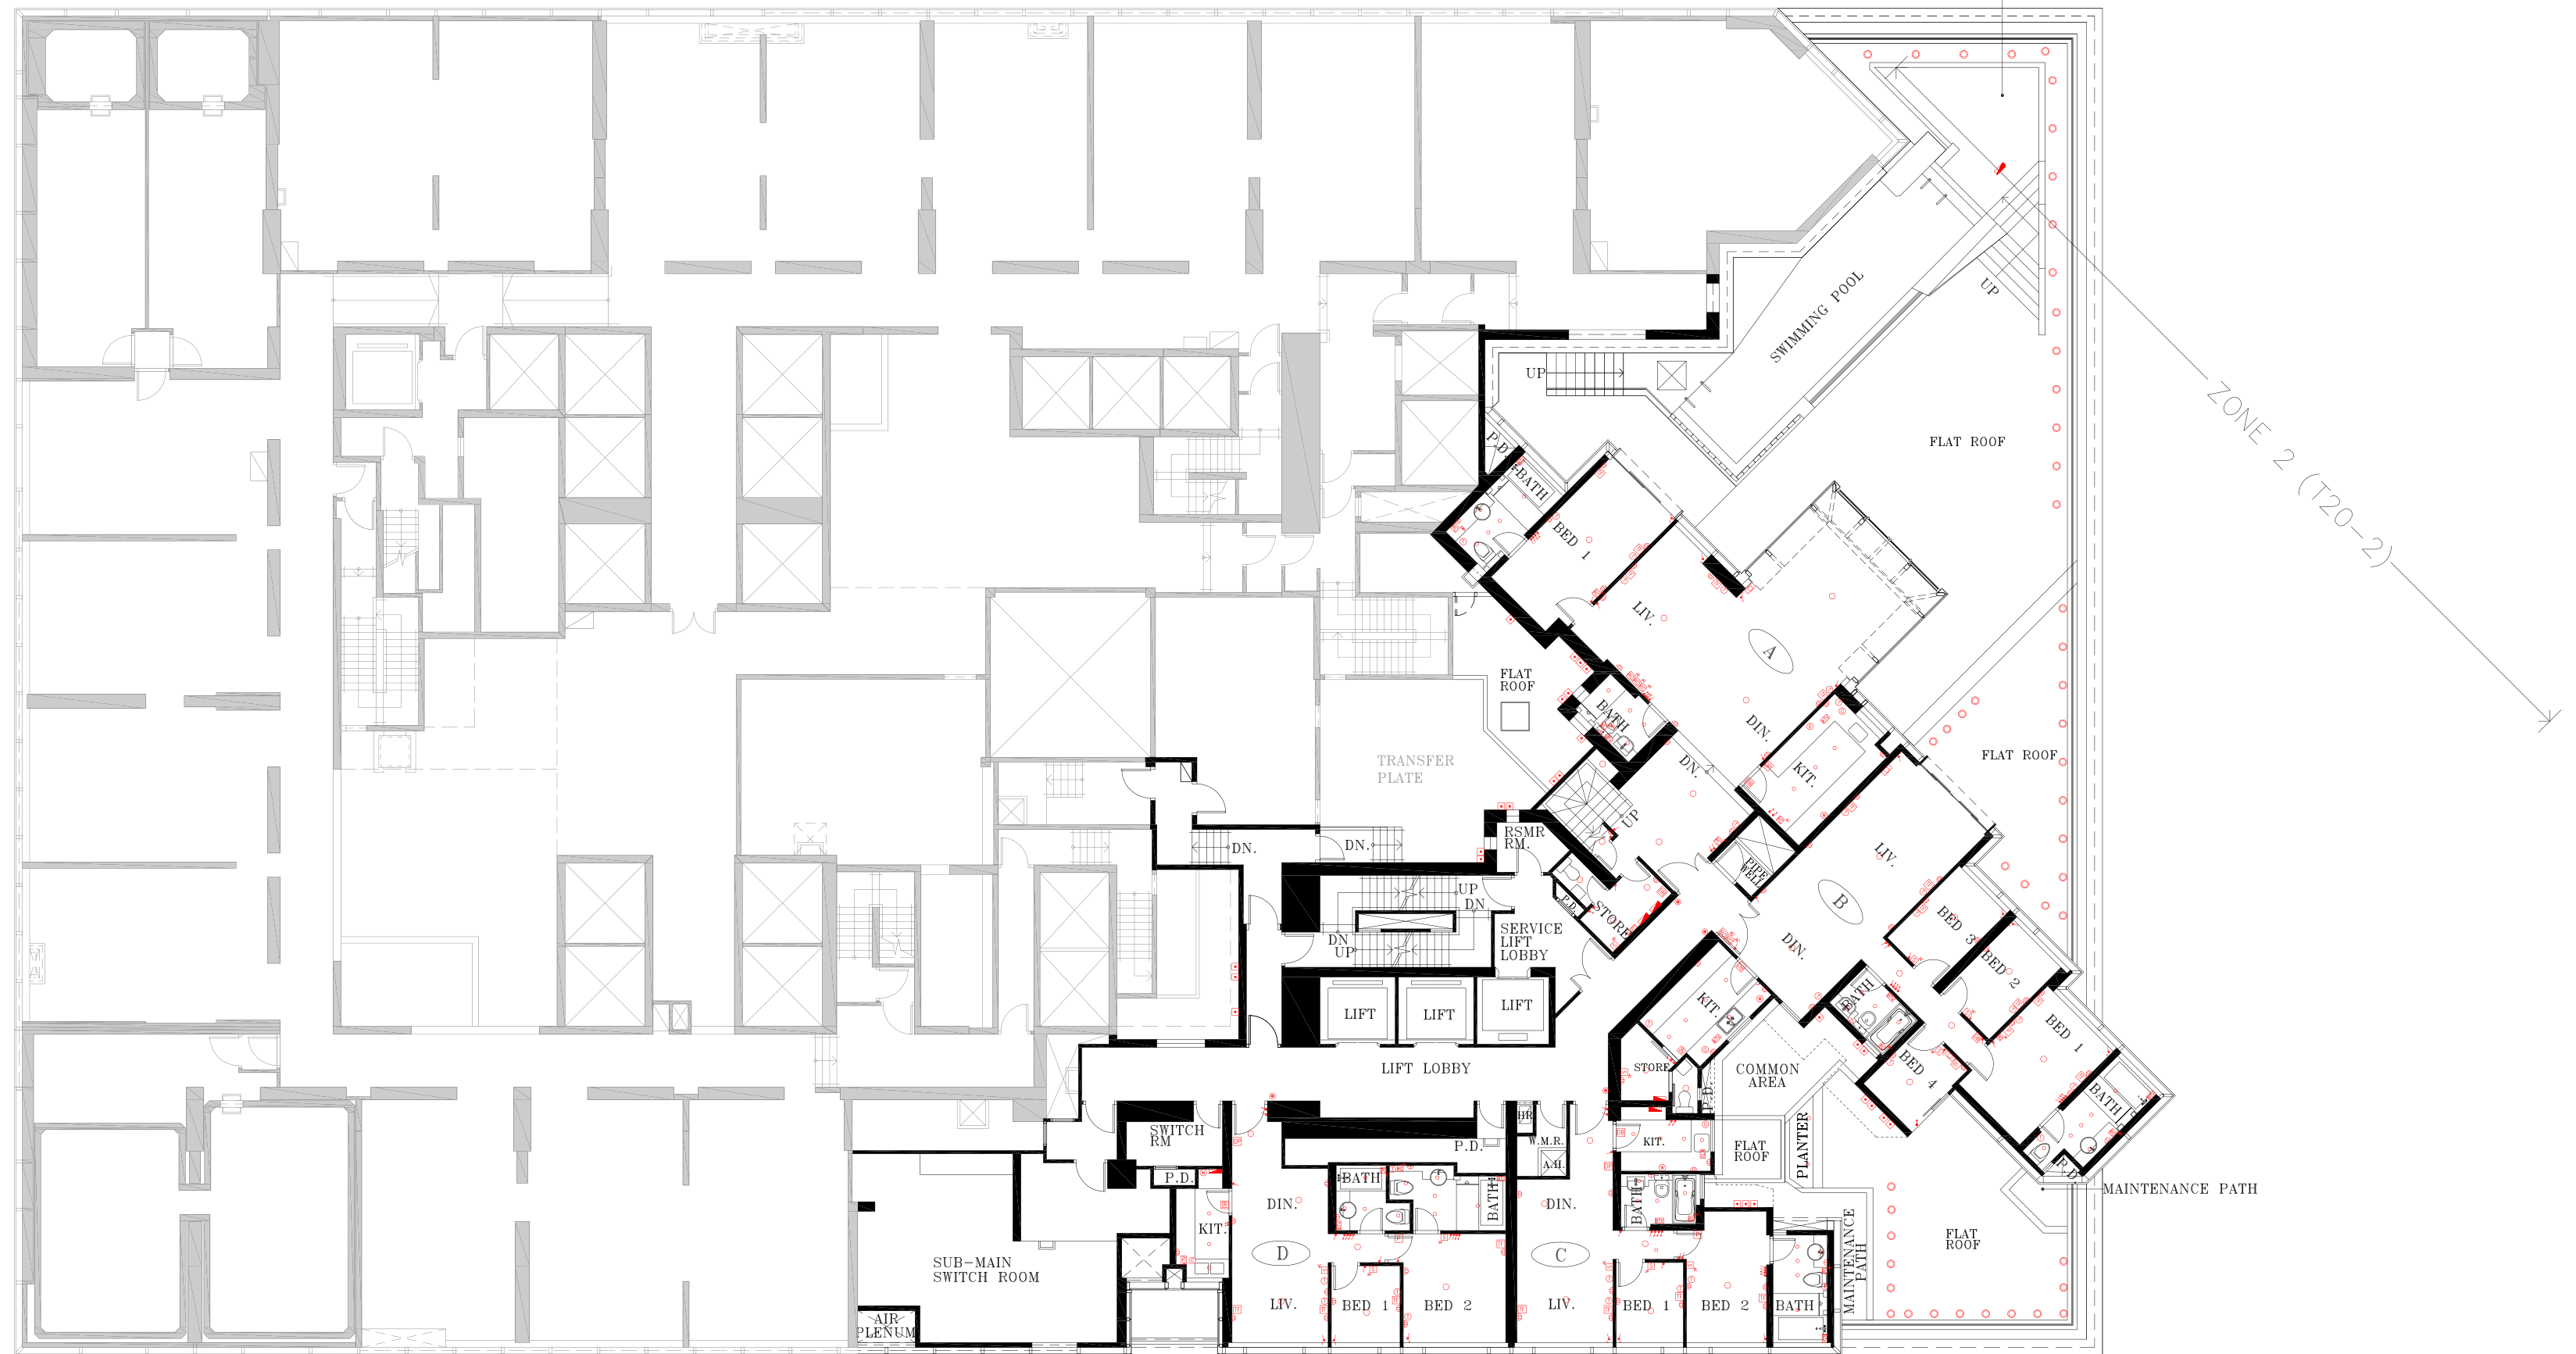 ZONE 2 (T20-2)
SWIMMING POOL
UP
UP
FLAT ROOF
P.D.
BATH
BED 1
LIV.
A
FLAT
ROOF
BATH
DIN.
DN.
KIT.
FLAT ROOF
TRANSFER
PLATE
UP
RSMR
RM.
DN.
DN.
PIPE
WELL
LIV.
B
UP
DN
P.D.
STORE
SERVICE
LIFT
LOBBY
DN
UP
DIN.
BED 3
BED 2
BATH
KIT.
LIFT
LIFT
LIFT
BED 1
BED 4
LIFT LOBBY
STORE
P.D.
COMMON
AREA
BATH
HR
SWITCH
RM
P.D.
W.M.R.
KIT.
FLAT
ROOF
PLANTER
A.H.
P.D.
P.D.
BATH
BATH
MAINTENANCE PATH
DIN.
DIN.
BATH
KIT.
D
C
MAINTENANCE
PATH
FLAT
ROOF
SUB-MAIN
SWITCH ROOM
LIV.
BED 1
BED 2
LIV.
BED 1
BED 2
BATH
AIR
PLENUM